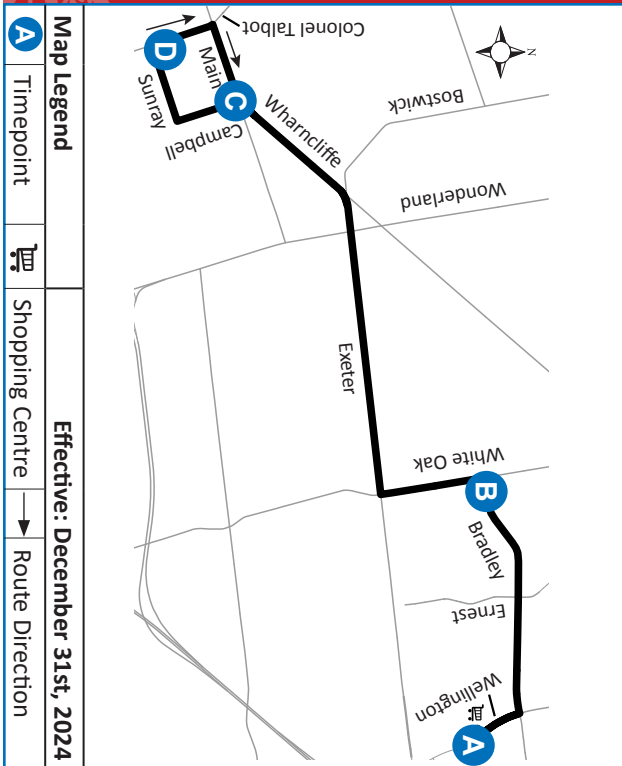 Colonel Talbot
Main
D
Sunray
Campbell
C
Wharncliffe
N
Bostwick
Wonderland
Exeter
White Oak
B
Bradley
Ernest
Wellington
A
Map Legend
Effective: December 31st, 2024
A
Timepoint
Shopping Centre
Route Direction